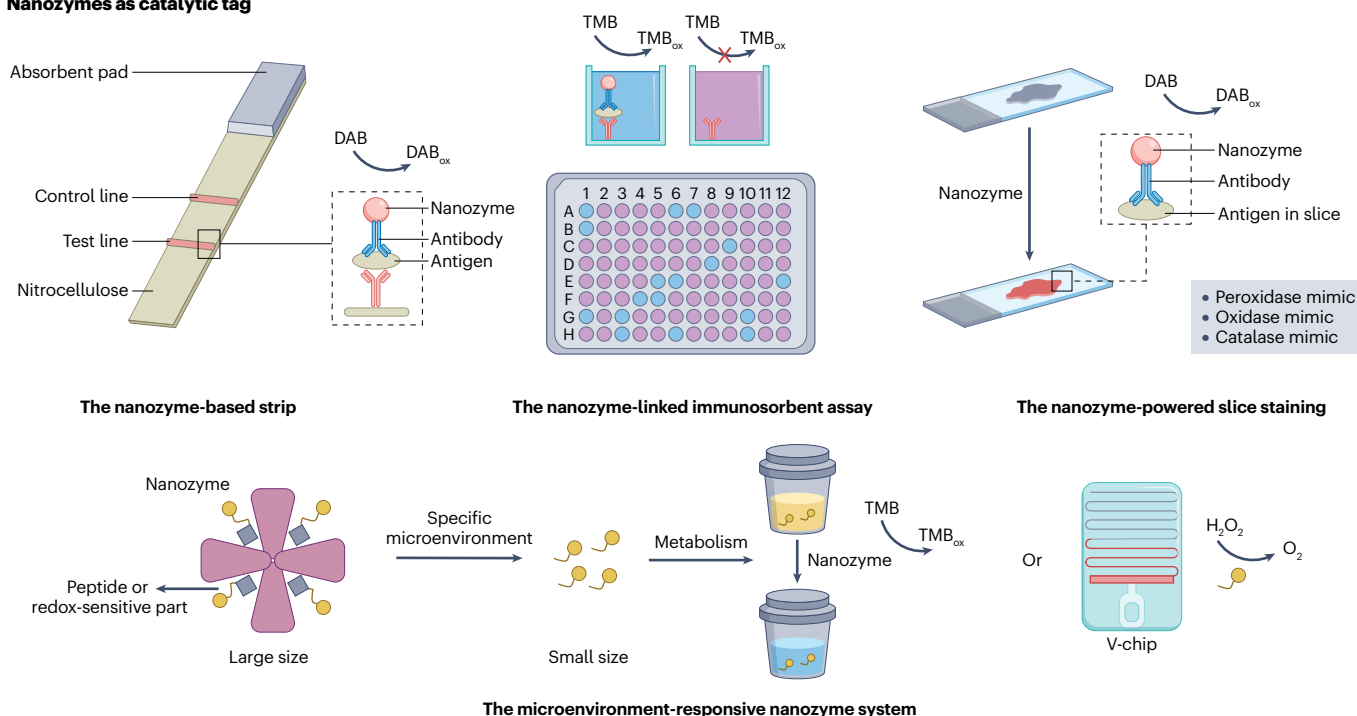 Nanozymes as catalytic tag
Absorbent pad
Control line
Test line
Nitrocellulose
DAB
DABox
Nanozyme
Antibody
Antigen
The nanozyme-based strip
TMB
TMBox
TMB
TMBox
1 2 3 4 5 6 7 8 9 10 11 12
A
B
C
D
E
F
G
H
The nanozyme-linked immunosorbent assay
Nanozyme
DAB
DABox
Nanozyme
Antibody
Antigen in slice
• Peroxidase mimic
• Oxidase mimic
• Catalase mimic
The nanozyme-powered slice staining
Nanozyme
Peptide or
redox-sensitive part
Large size
Specific
microenvironment
Small size
Metabolism
Nanozyme
TMB
TMBox
Or
V-chip
H2O2
O2
The microenvironment-responsive nanozyme system